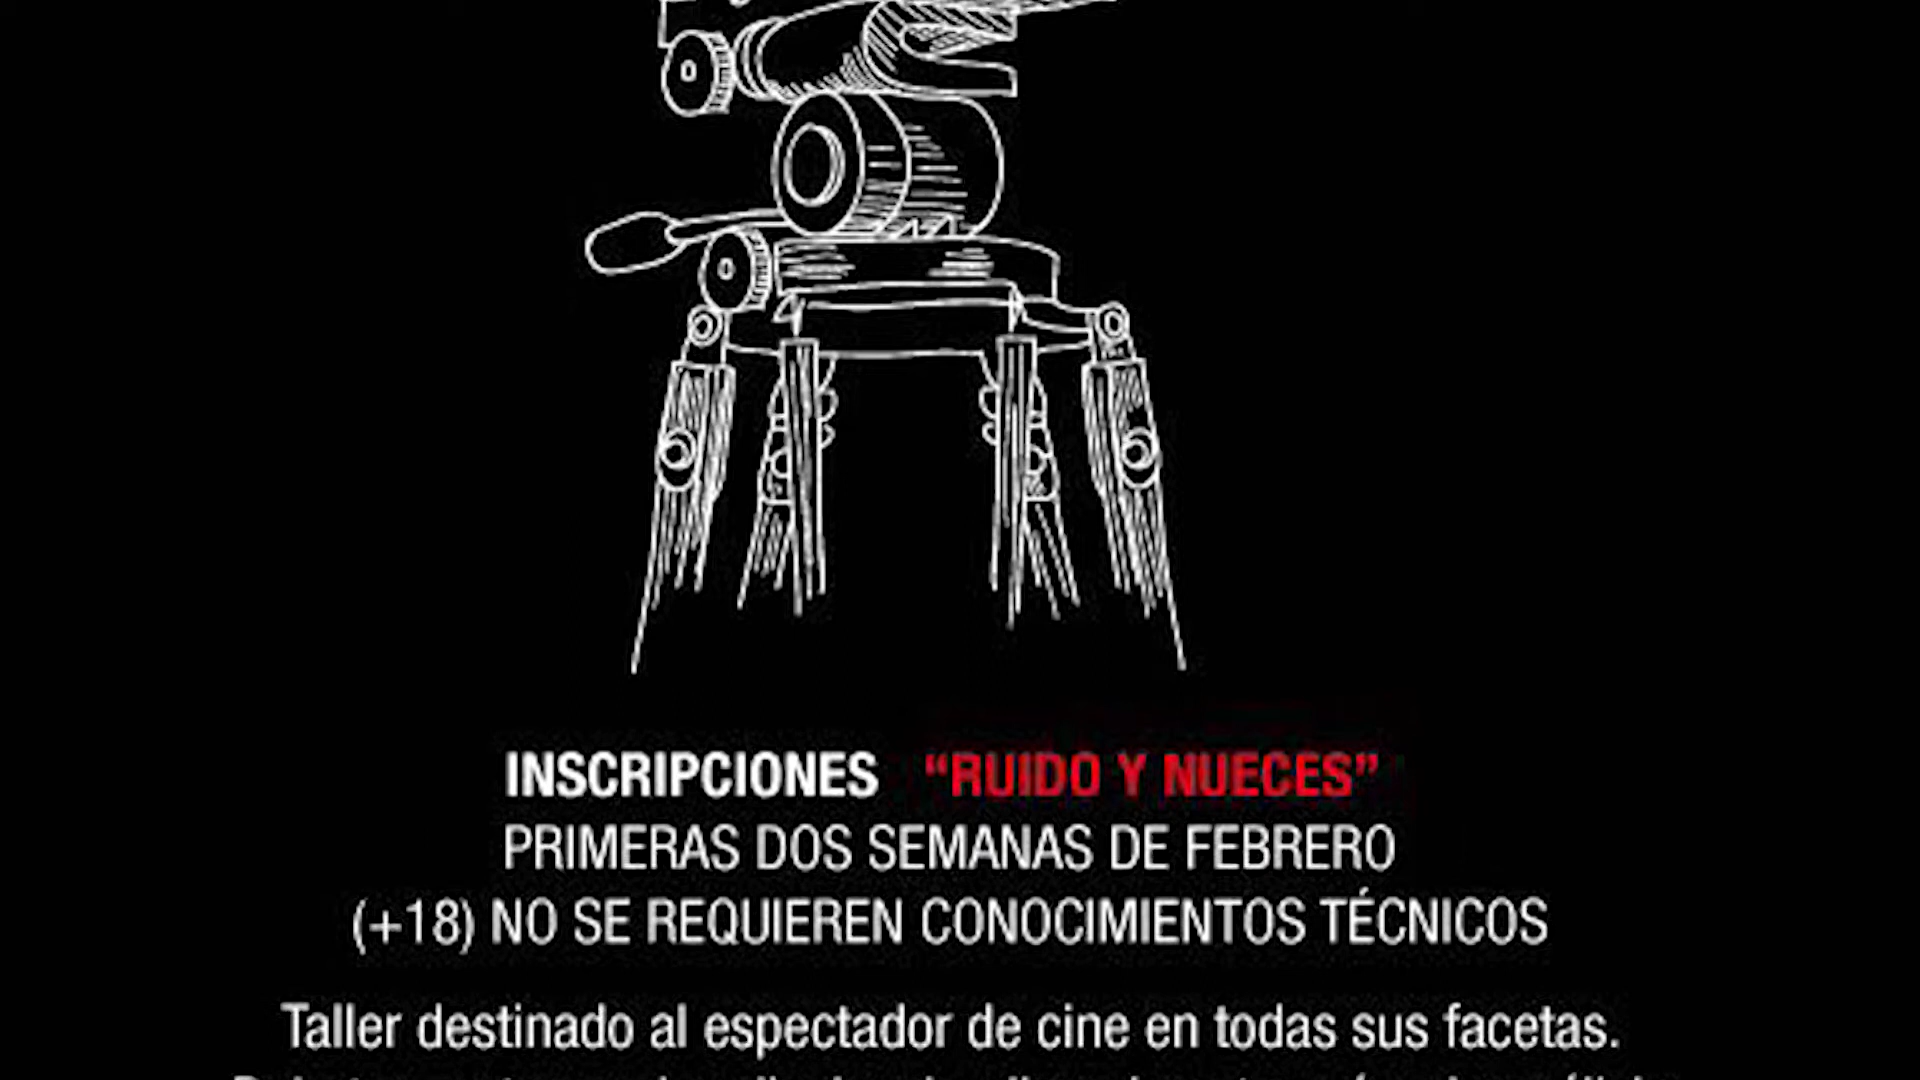 INSCRIPCIONES “RUIDO Y NUECES”
PRIMERAS DOS SEMANAS DE FEBRERO
(+18) NO SE REQUIEREN CONOCIMIENTOS TÉCNICOS
Taller destinado al espectador de cine en todas sus facetas.